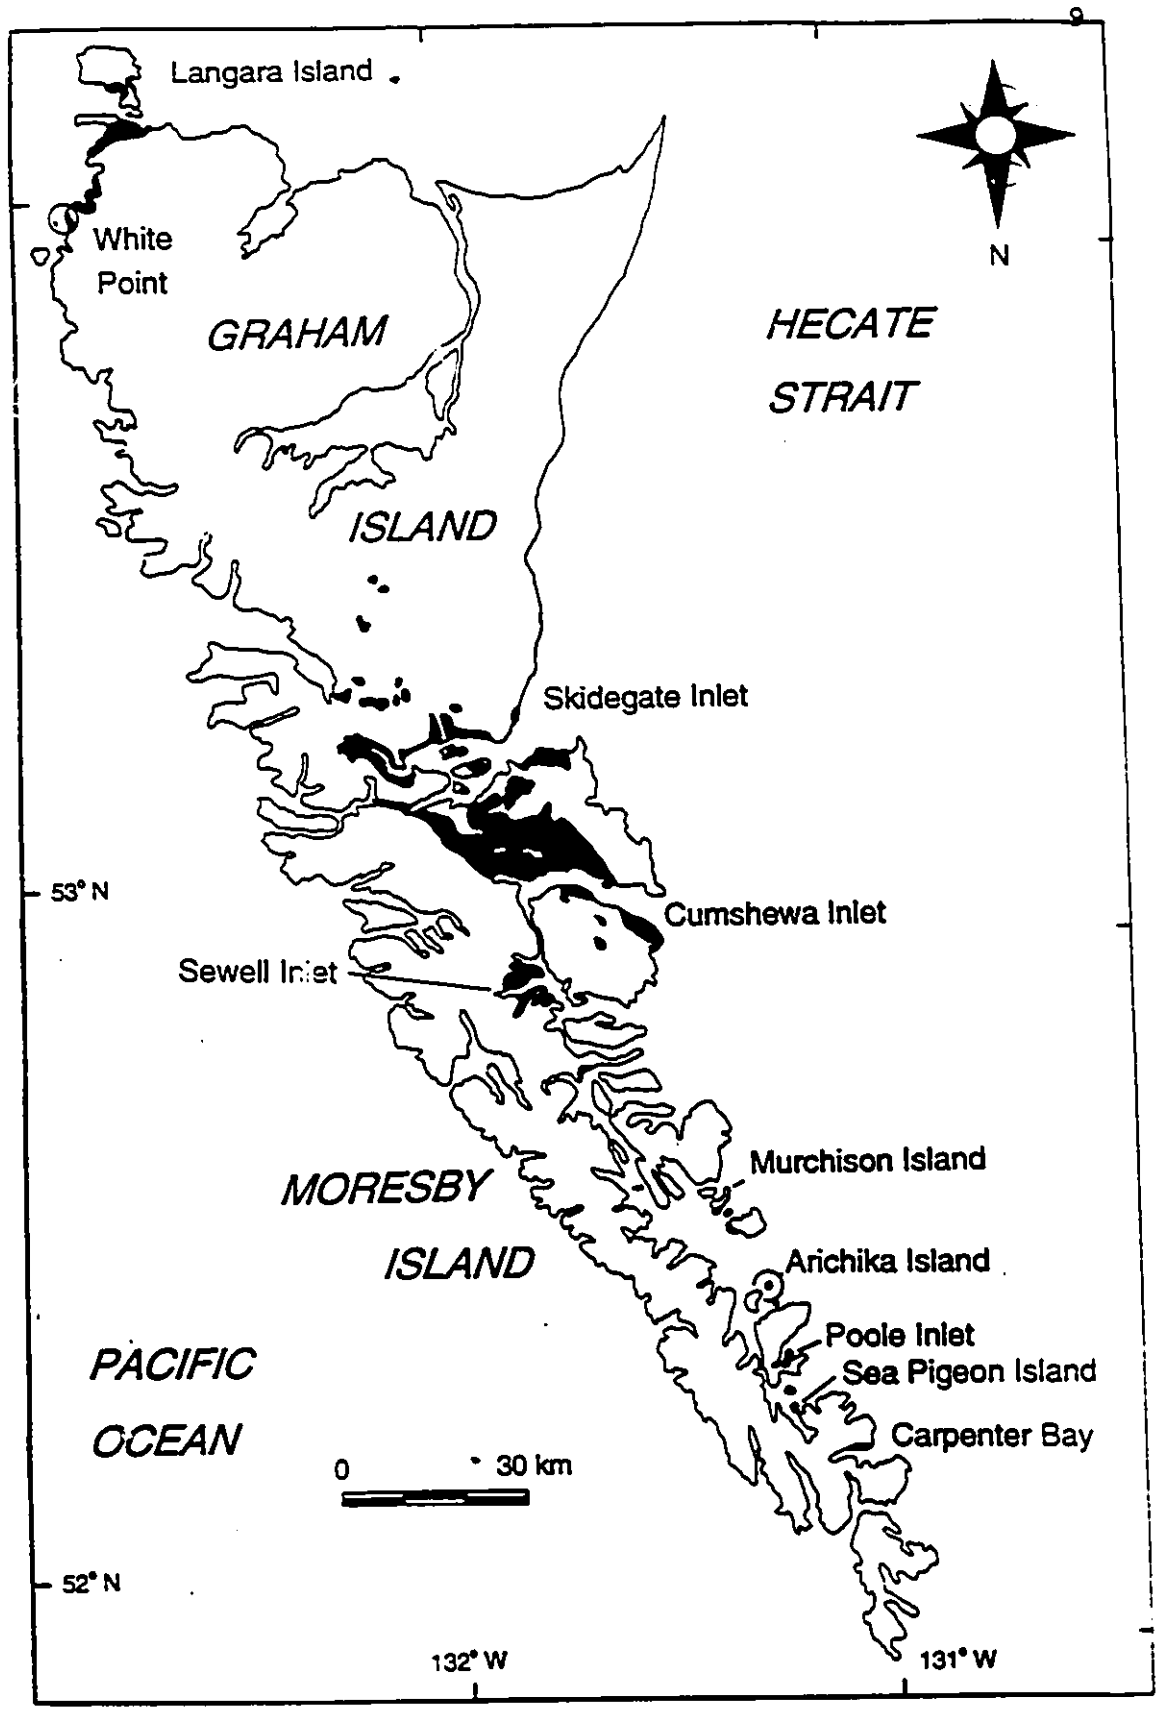 9
Langara Island
N
White
Point
GRAHAM
HECATE
STRAIT
ISLAND
Skidegate Inlet
53° N
Cumshewa Inlet
Sewell Inlet
Murchison Island
MORESBY
ISLAND
Arichika Island
Poole Inlet
Sea Pigeon Island
PACIFIC
OCEAN
Carpenter Bay
0 30 km
52° N
132° W
131° W